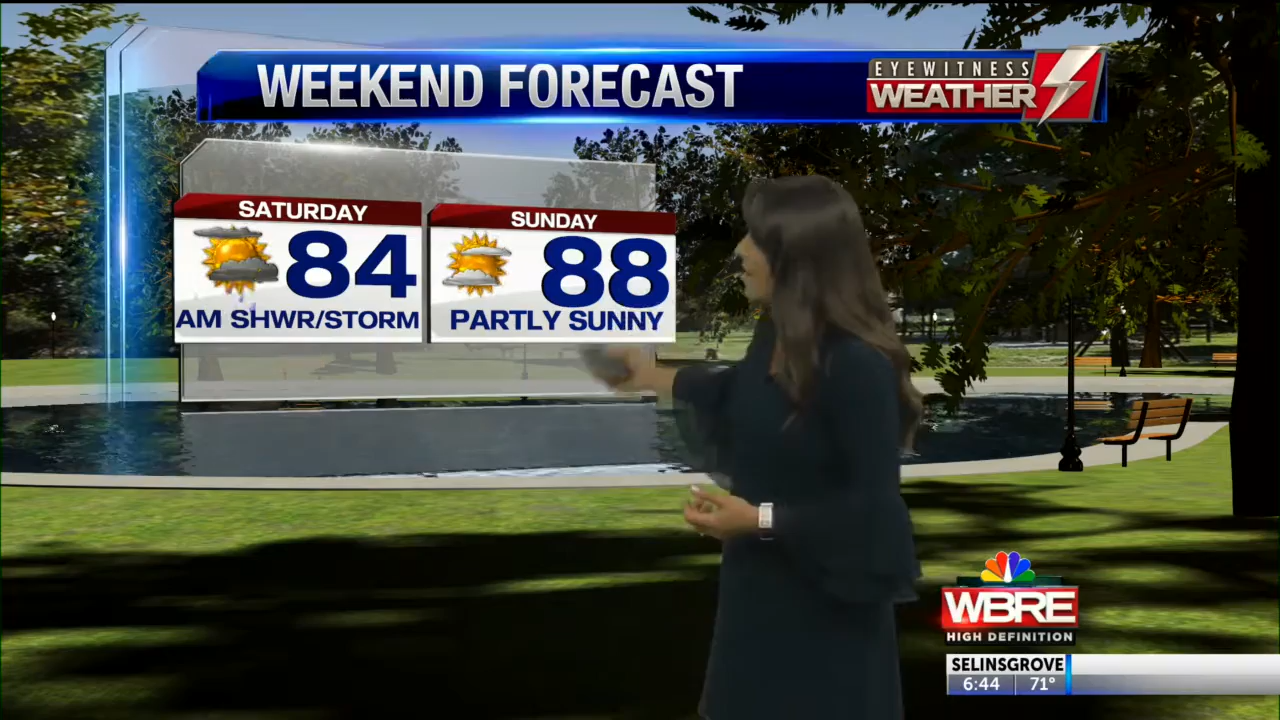 WEEKEND FORECAST
EYEWITNESS
WEATHER
SATURDAY
84
AM SHWR/STORM
SUNDAY
88
PARTLY SUNNY
WBRE
HIGH DEFINITION
SELINSGROVE
6:44 71°